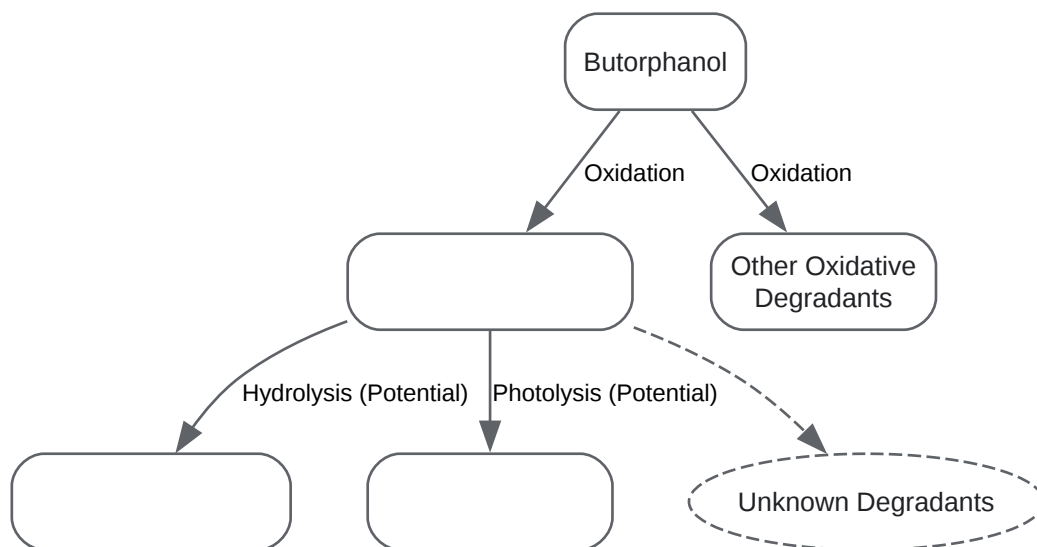 Butorphanol
Oxidation
Oxidation
Other Oxidative
Degradants
Hydrolysis (Potential)
Photolysis (Potential)
Unknown Degradants